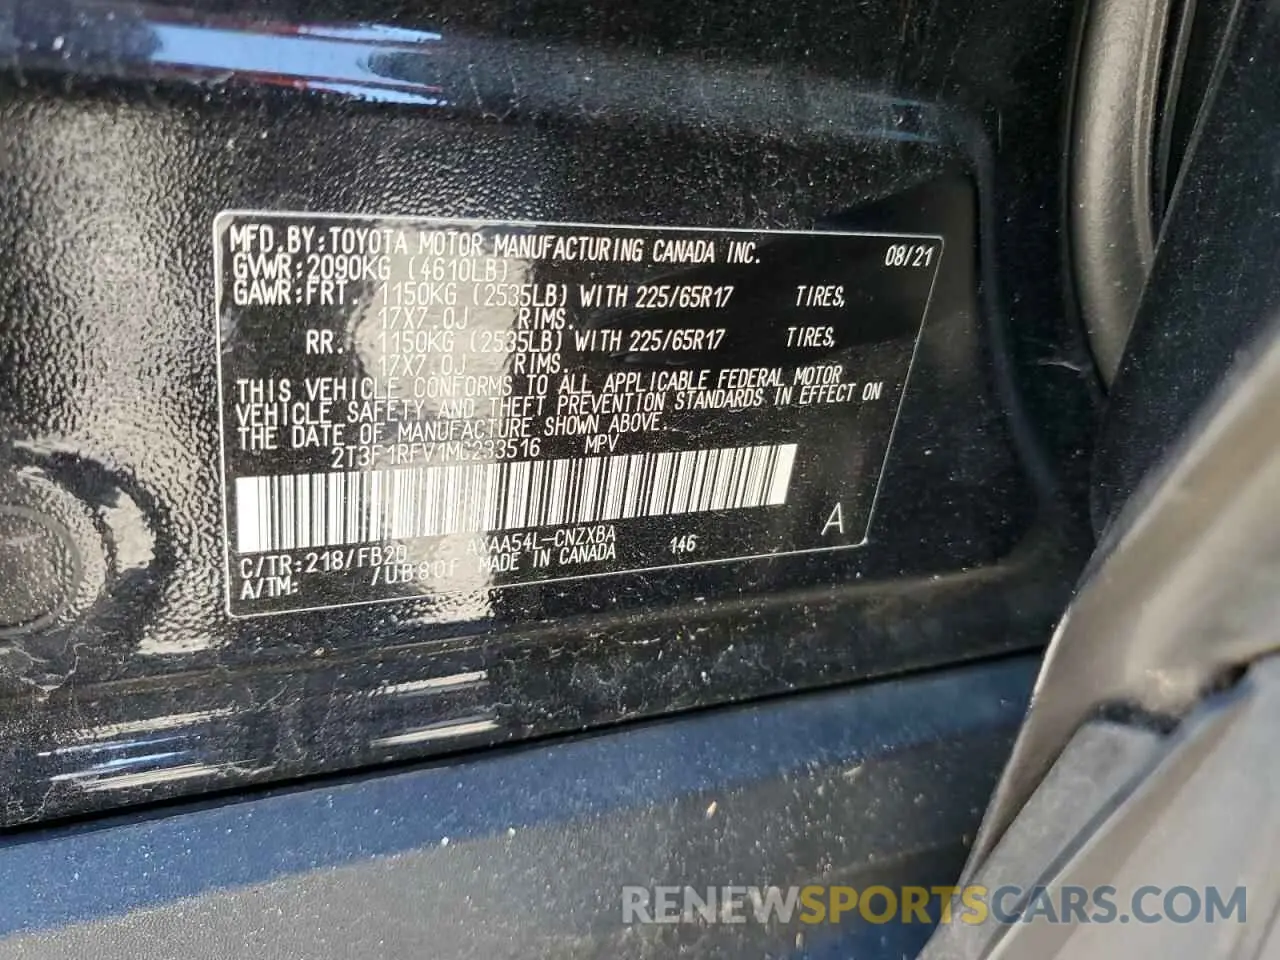 MFD.BY:TOYOTA MOTOR MANUFACTURING CANADA INC. 08/21
GVWR:2090KG (4610LB)
GAWR:FRT. 1150KG (2535LB) WITH 225/65R17 TIRES,
17X7.0J RIMS.
RR. 1150KG (2535LB) WITH 225/65R17 TIRES,
17X7.0J RIMS.
THIS VEHICLE CONFORMS TO ALL APPLICABLE FEDERAL MOTOR
VEHICLE SAFETY AND THEFT PREVENTION STANDARDS IN EFFECT ON
THE DATE OF MANUFACTURE SHOWN ABOVE.
2T3F1RFV1MC233516 MPV
A
C/TR:218/FB20 AXAA54L-CNZXBA 146
A/TM: /UB80F MADE IN CANADA
RENEWSPORTSCARS.COM